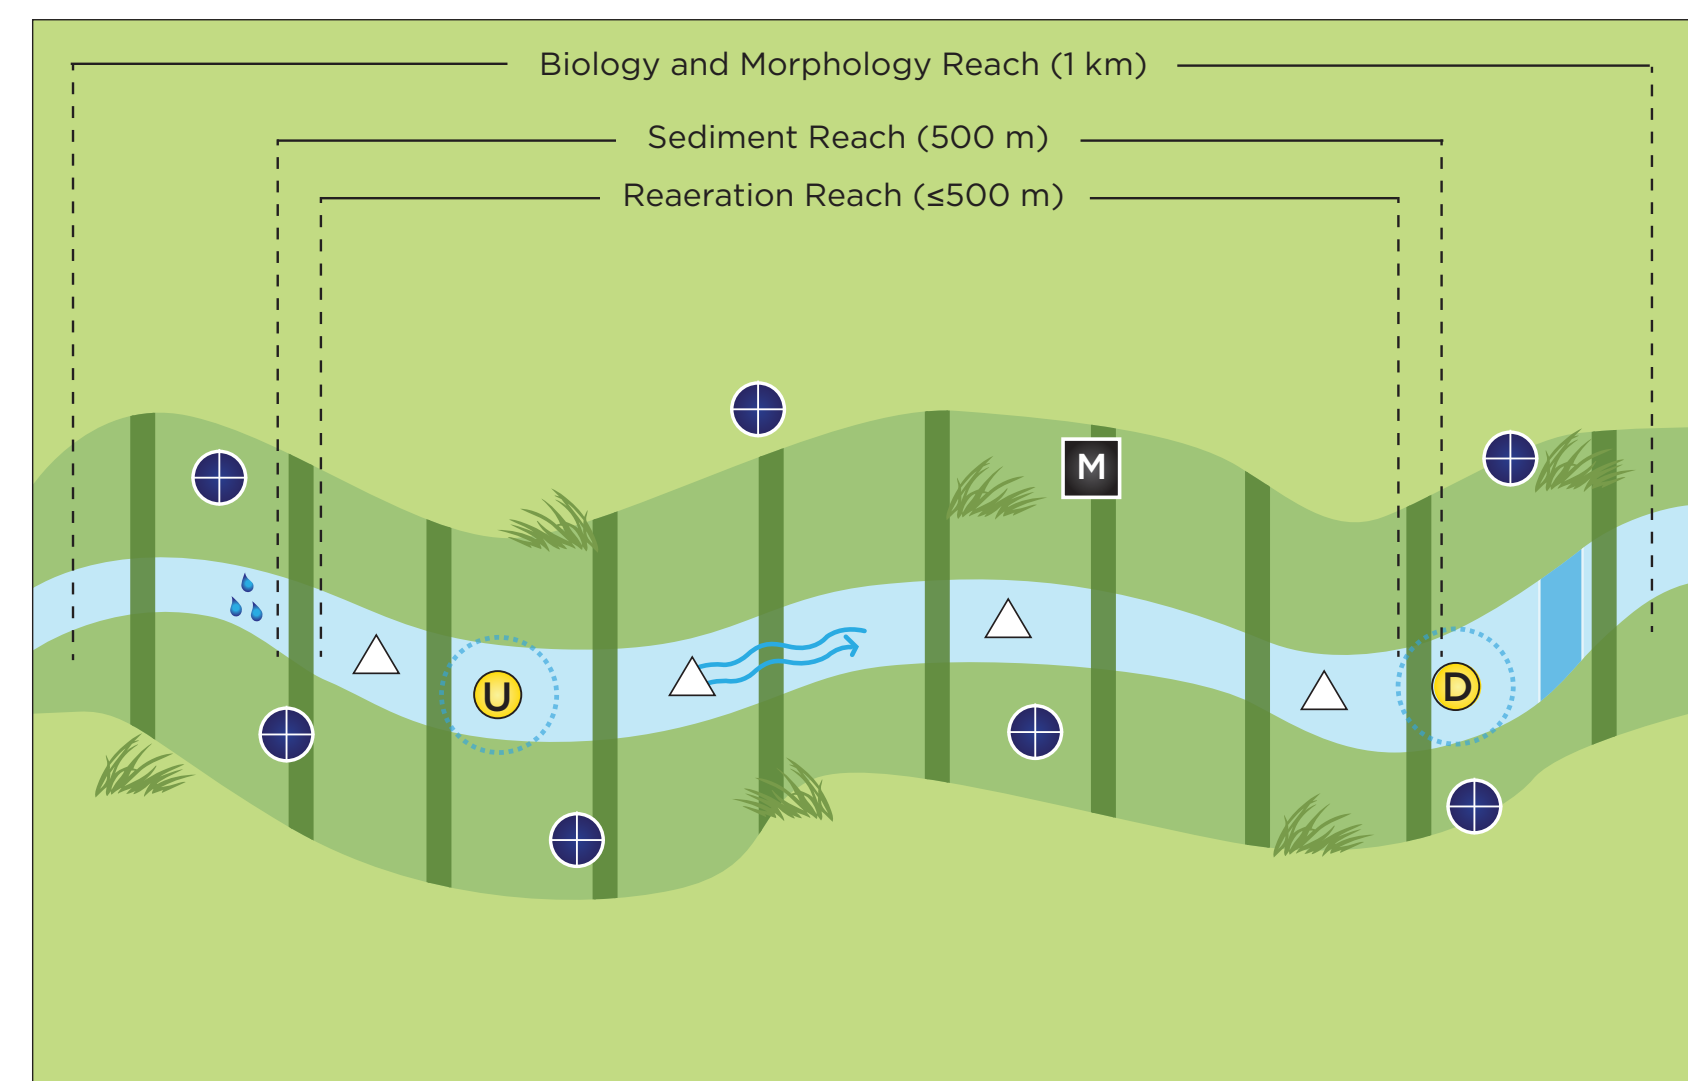 Biology and Morphology Reach (1 km)
Sediment Reach (500 m)
Reaeration Reach (≤500 m)
M
U
D